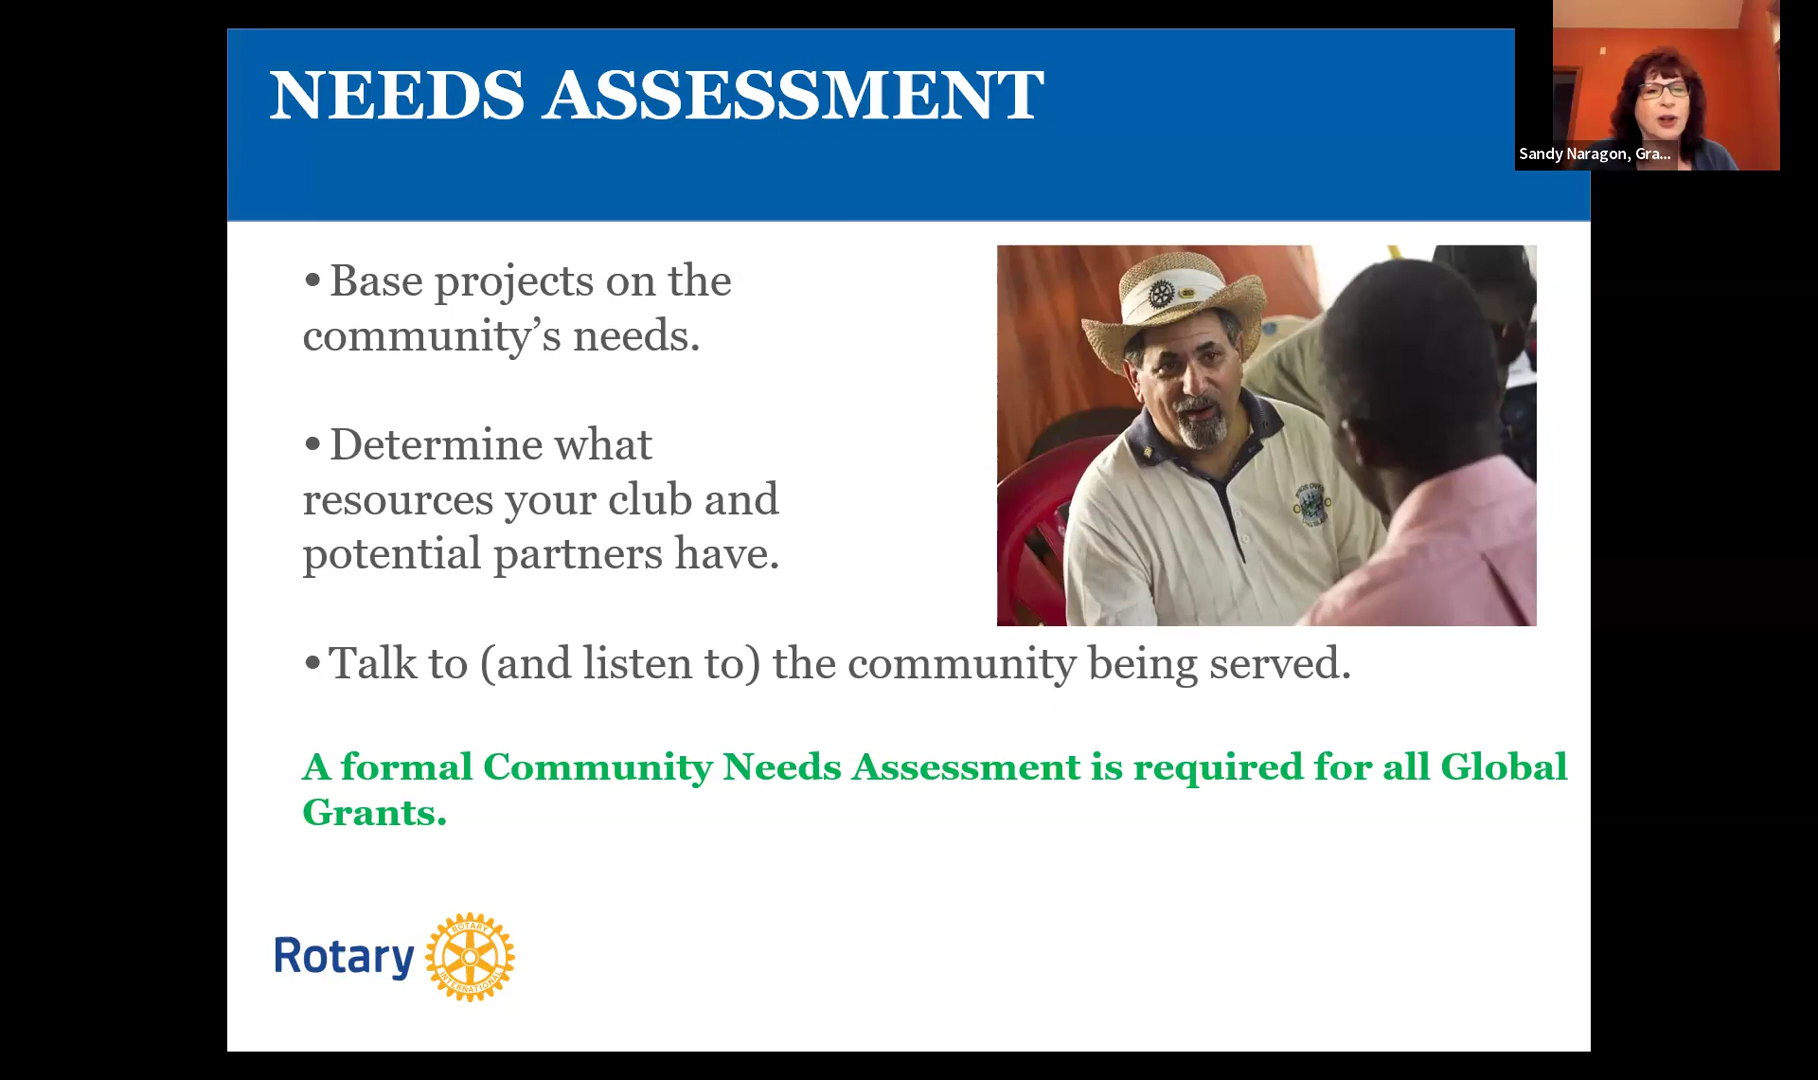 NEEDS ASSESSMENT
Sandy Naragon, Gra...
• Base projects on the
community’s needs.
• Determine what
resources your club and
potential partners have.
• Talk to (and listen to) the community being served.
A formal Community Needs Assessment is required for all Global
Grants.
Rotary
ROTARY
INTERNATIONAL